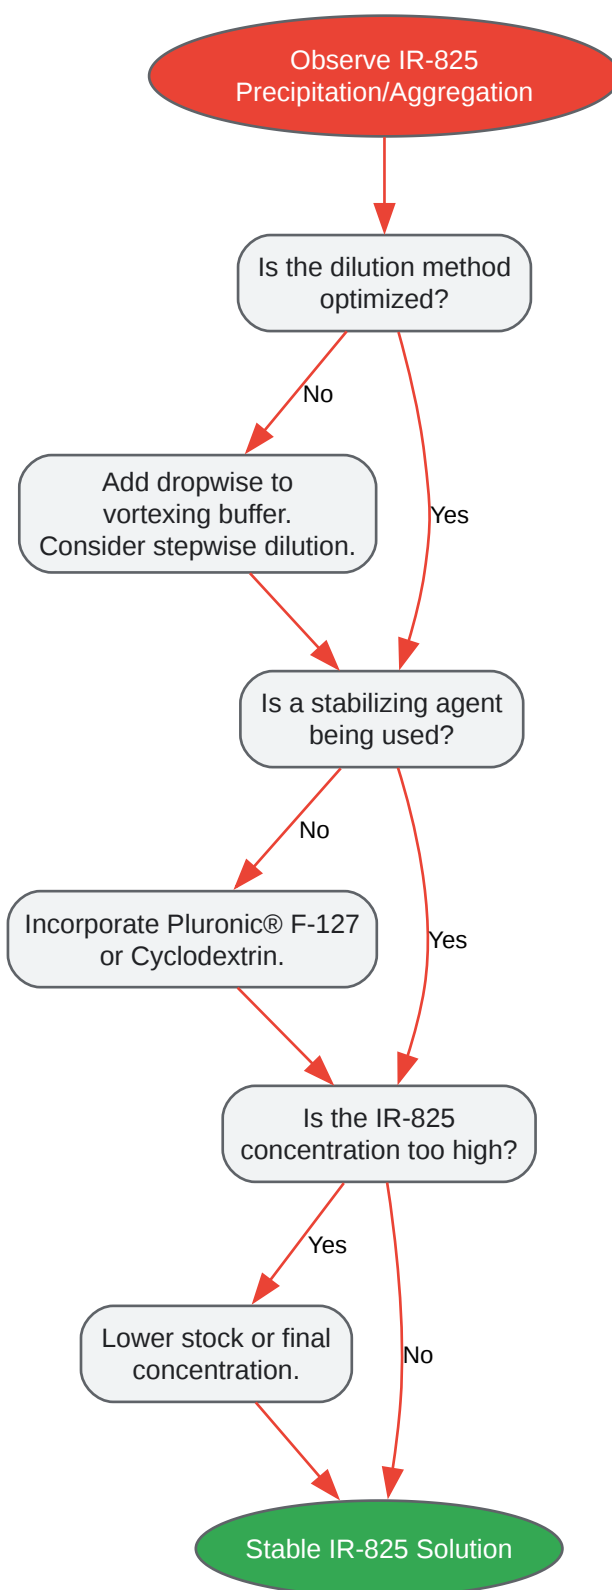 Observe IR-825
Precipitation/Aggregation
Is the dilution method
optimized?
No
Add dropwise to
vortexing buffer.
Consider stepwise dilution.
Yes
Is a stabilizing agent
being used?
No
Incorporate Pluronic® F-127
or Cyclodextrin.
Yes
Is the IR-825
concentration too high?
Yes
Lower stock or final
concentration.
No
Stable IR-825 Solution